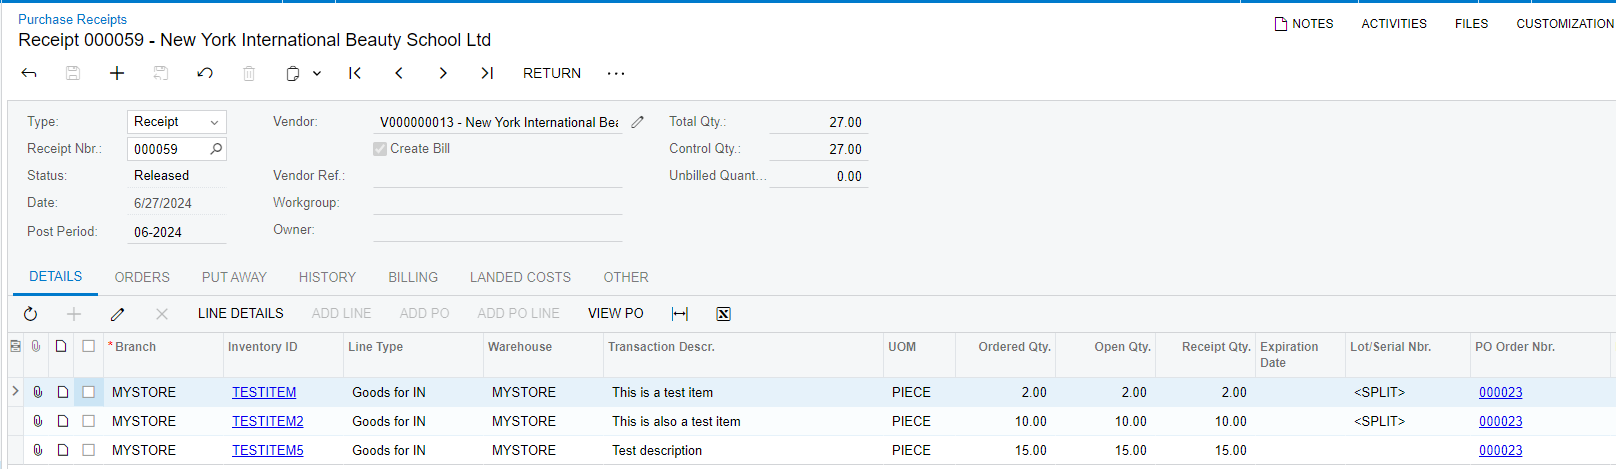 Purchase Receipts
Receipt 000059 - New York International Beauty School Ltd
NOTES ACTIVITIES FILES CUSTOMIZATION
RETURN ...
Type: Receipt Vendor: V000000013 - New York International Bea Total Qty.: 27.00
Receipt Nbr.: 000059 Create Bill Control Qty.: 27.00
Status: Released Vendor Ref.: Unbilled Quant... 0.00
Date: 6/27/2024 Workgroup:
Post Period: 06-2024 Owner:
DETAILS ORDERS PUT AWAY HISTORY BILLING LANDED COSTS OTHER
LINE DETAILS ADD LINE ADD PO ADD PO LINE VIEW PO
* Branch Inventory ID Line Type Warehouse Transaction Descr. UOM Ordered Qty. Open Qty. Receipt Qty. Expiration Date Lot/Serial Nbr. PO Order Nbr.
MYSTORE TESTITEM Goods for IN MYSTORE This is a test item PIECE 2.00 2.00 2.00 <SPLIT> 000023
MYSTORE TESTITEM2 Goods for IN MYSTORE This is also a test item PIECE 10.00 10.00 10.00 <SPLIT> 000023
MYSTORE TESTITEM5 Goods for IN MYSTORE Test description PIECE 15.00 15.00 15.00 000023